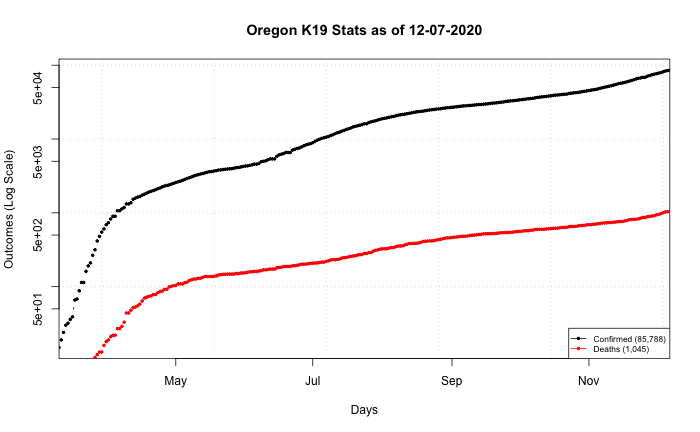 Oregon K19 Stats as of 12-07-2020
Outcomes (Log Scale)
5e+04
5e+03
5e+02
5e+01
Confirmed (85,788)
Deaths (1,045)
May Jul Sep Nov
Days